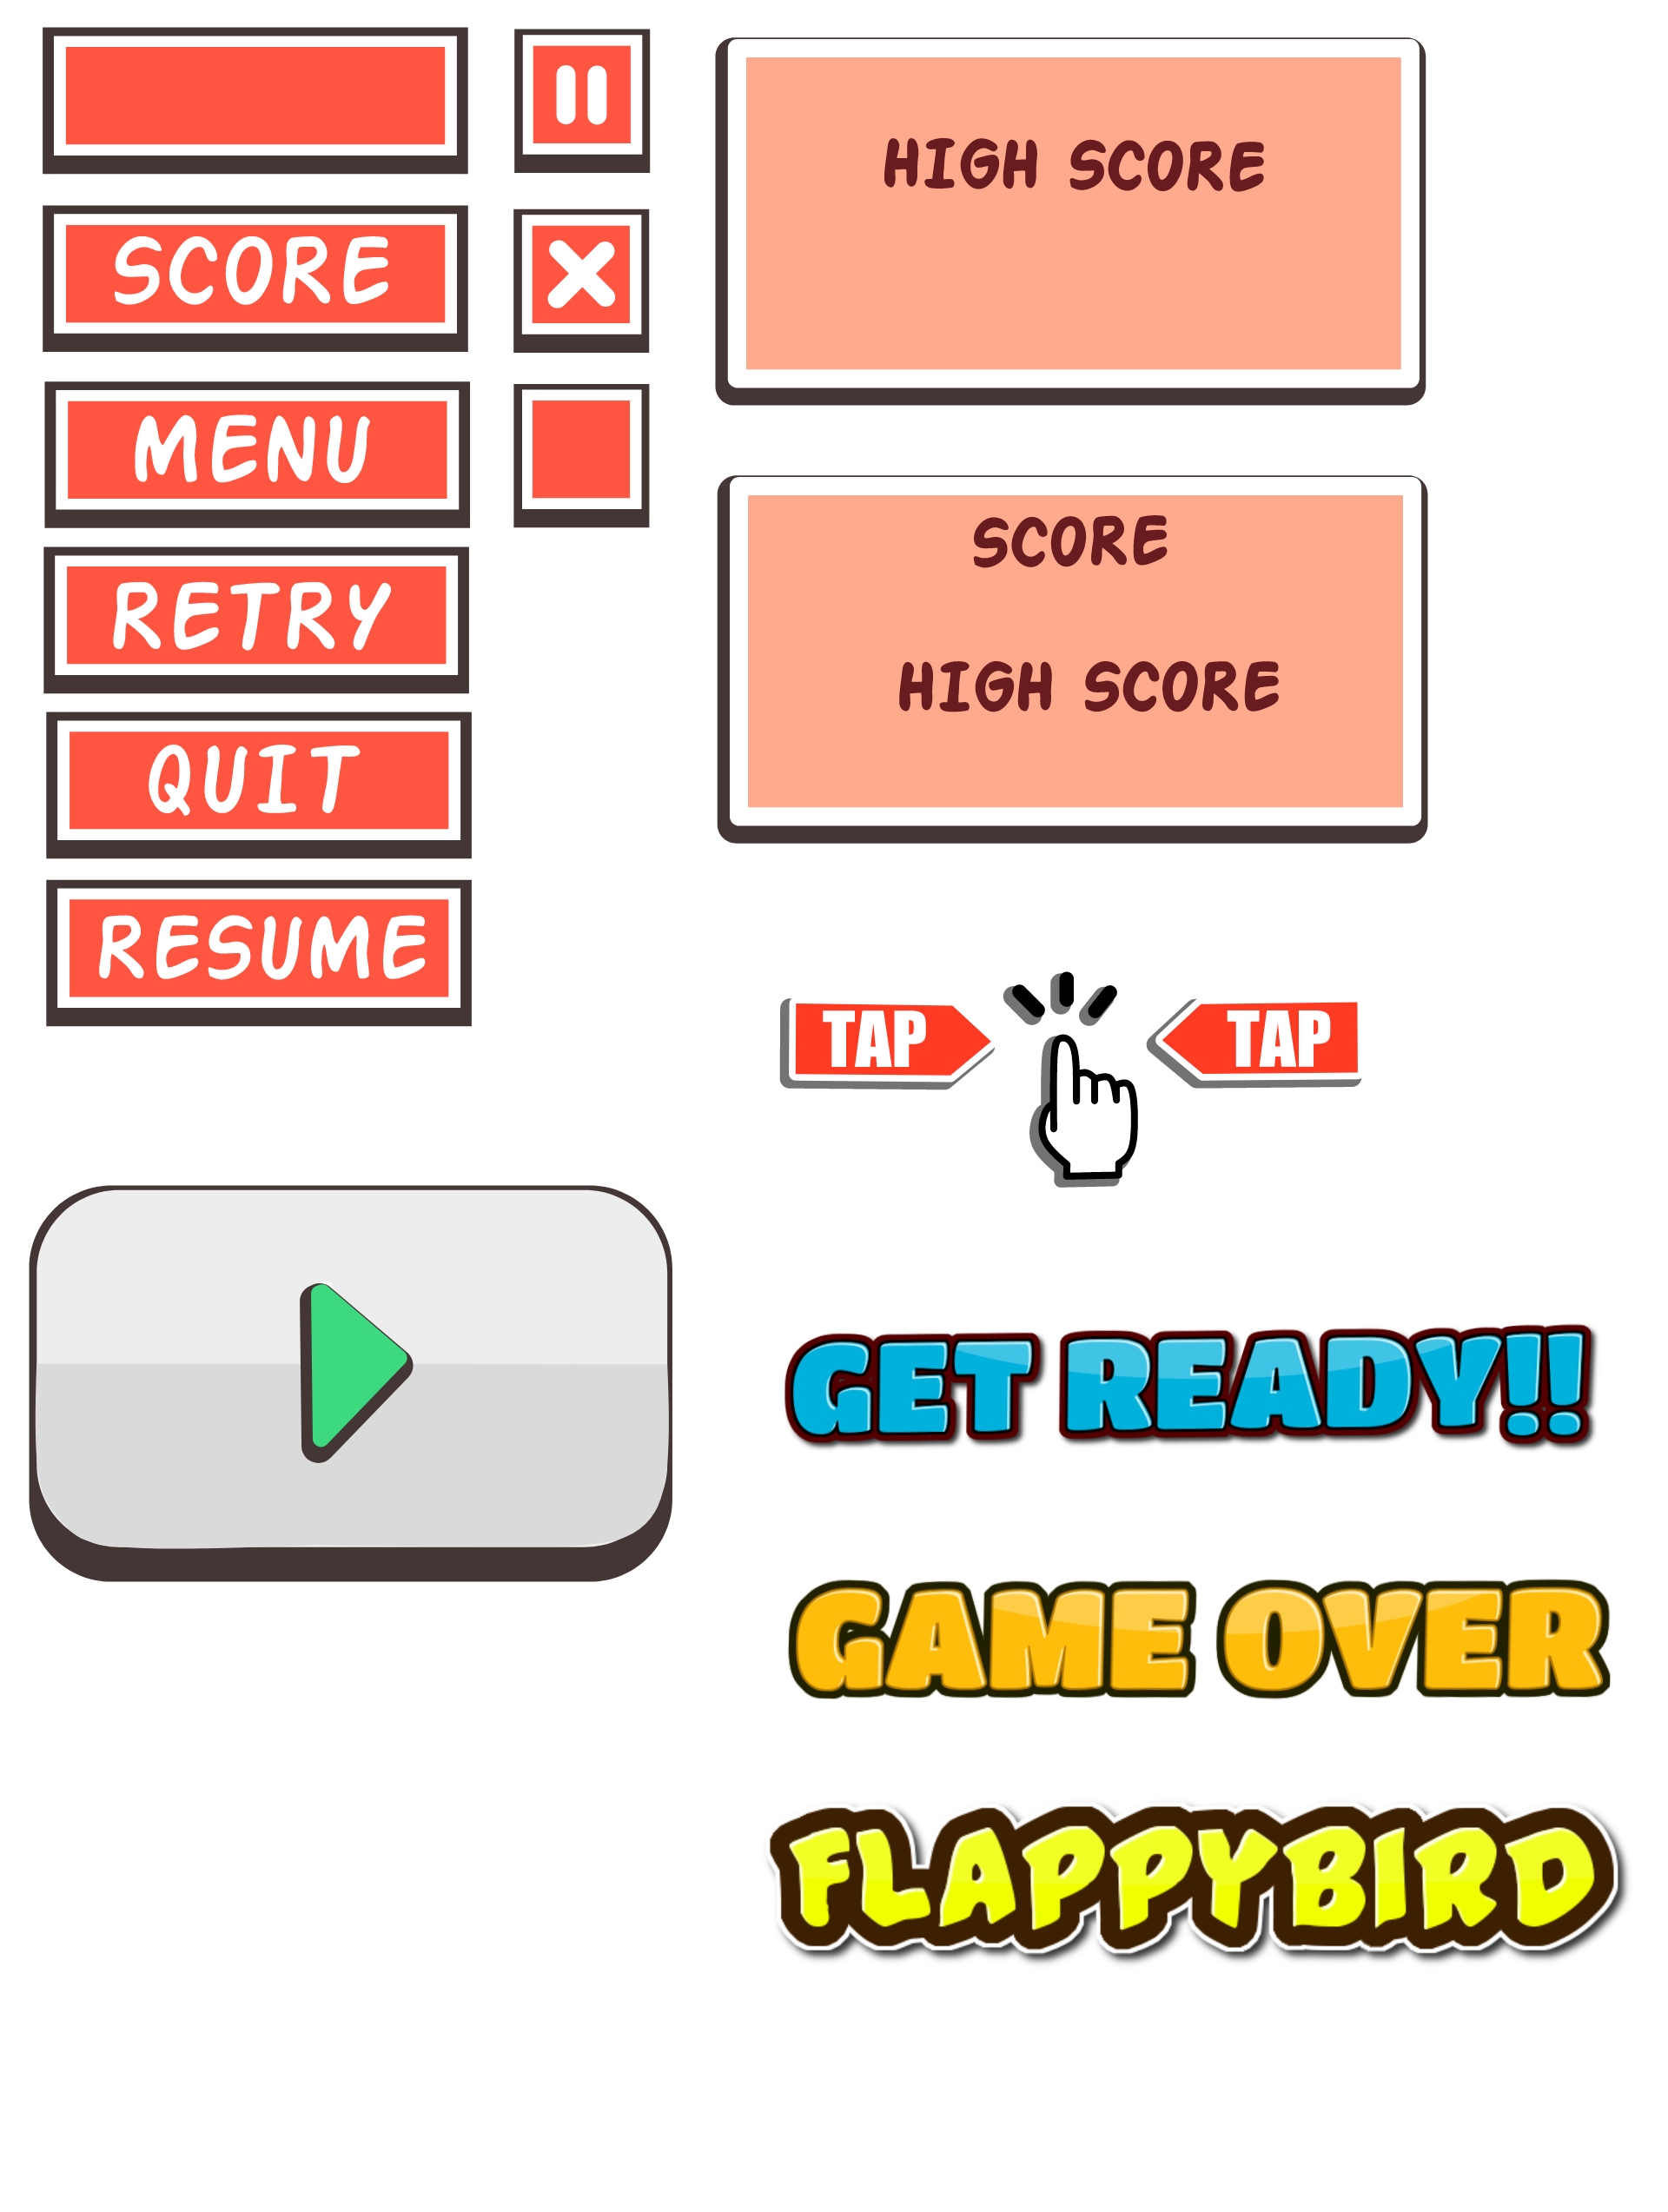 SCORE
MENU
RETRY
QUIT
RESUME
HIGH SCORE
SCORE
HIGH SCORE
TAP TAP
GET READY!!
GAME OVER
FLAPPYBIRD